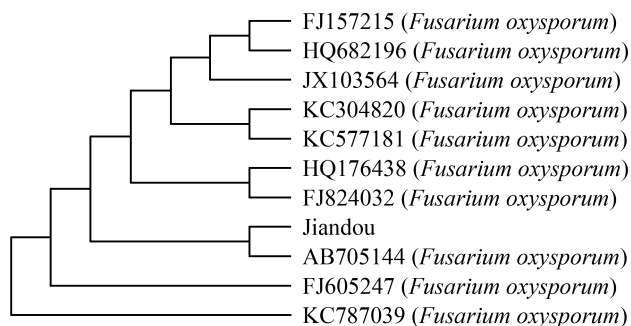 FJ157215 (Fusarium oxysporum)
HQ682196 (Fusarium oxysporum)
JX103564 (Fusarium oxysporum)
KC304820 (Fusarium oxysporum)
KC577181 (Fusarium oxysporum)
HQ176438 (Fusarium oxysporum)
FJ824032 (Fusarium oxysporum)
Jiandou
AB705144 (Fusarium oxysporum)
FJ605247 (Fusarium oxysporum)
KC787039 (Fusarium oxysporum)